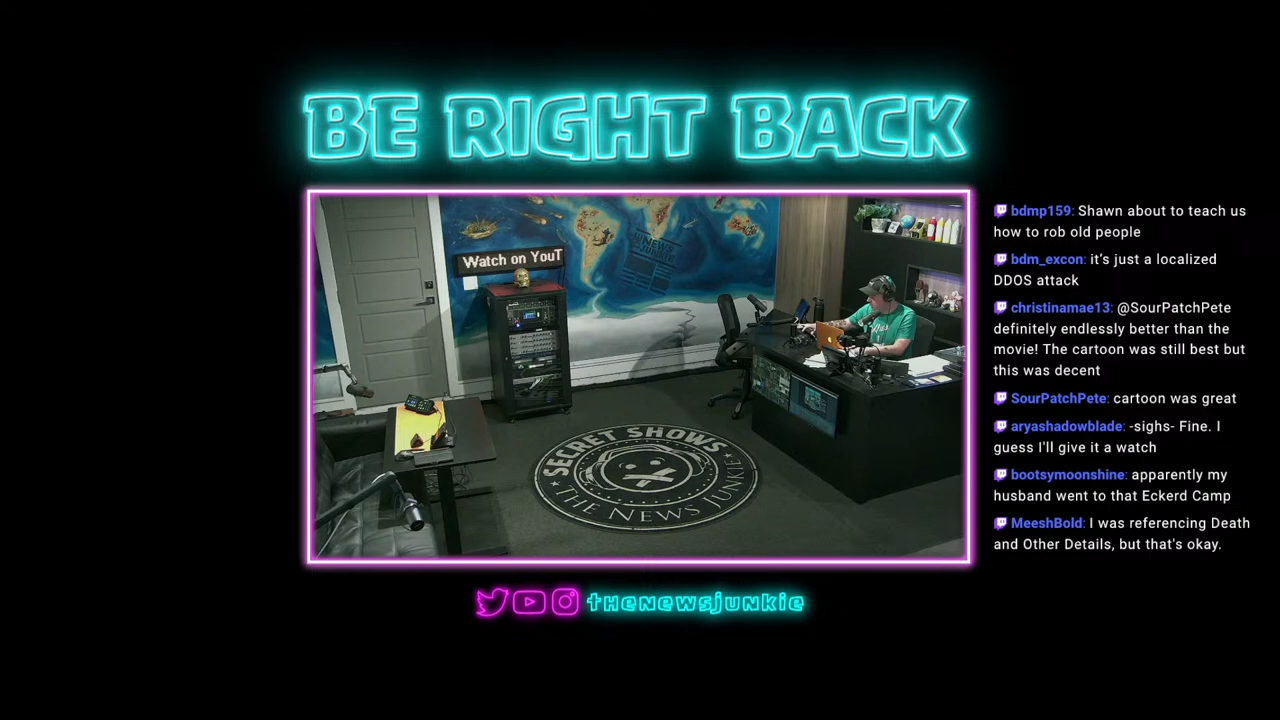 BE RIGHT BACK
Watch on YouT
THE NEWS
JUNKIE
SECRET SHOWS
THE NEWS JUNKIE
bdmp159: Shawn about to teach us
how to rob old people
bdm_excon: it’s just a localized
DDOS attack
christinamae13: @SourPatchPete
definitely endlessly better than the
movie! The cartoon was still best but
this was decent
SourPatchPete: cartoon was great
aryashadowblade: -sighs- Fine. I
guess I'll give it a watch
bootsymoonshine: apparently my
husband went to that Eckerd Camp
MeeshBold: I was referencing Death
and Other Details, but that's okay.
thenewsjunkie